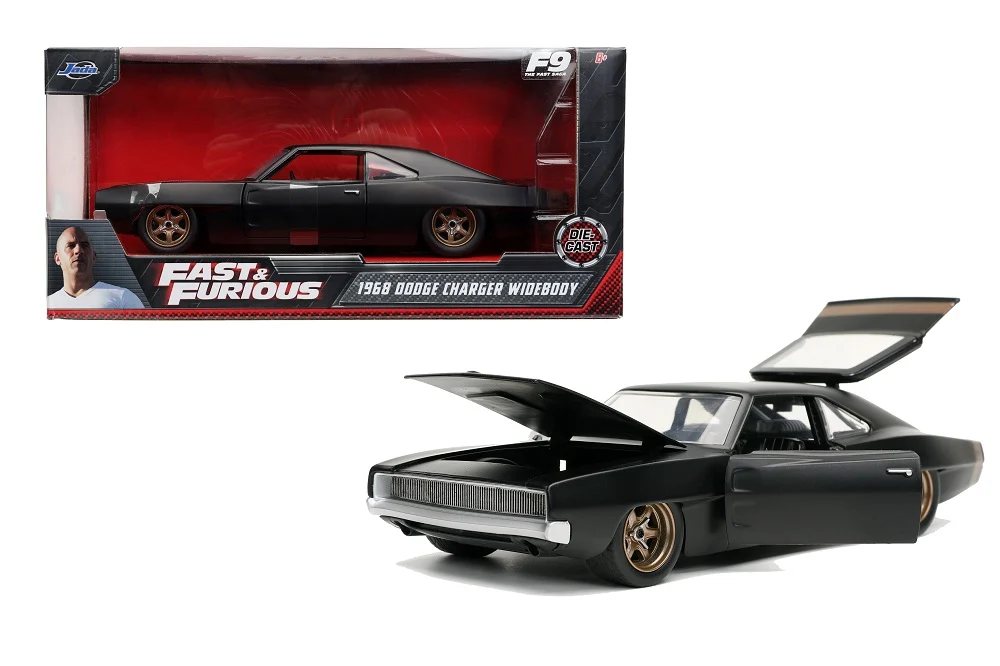 Jada
F9
THE FAST SAGA
8+
DIE-
CAST
FAST &
FURIOUS
1968 DODGE CHARGER WIDEBODY